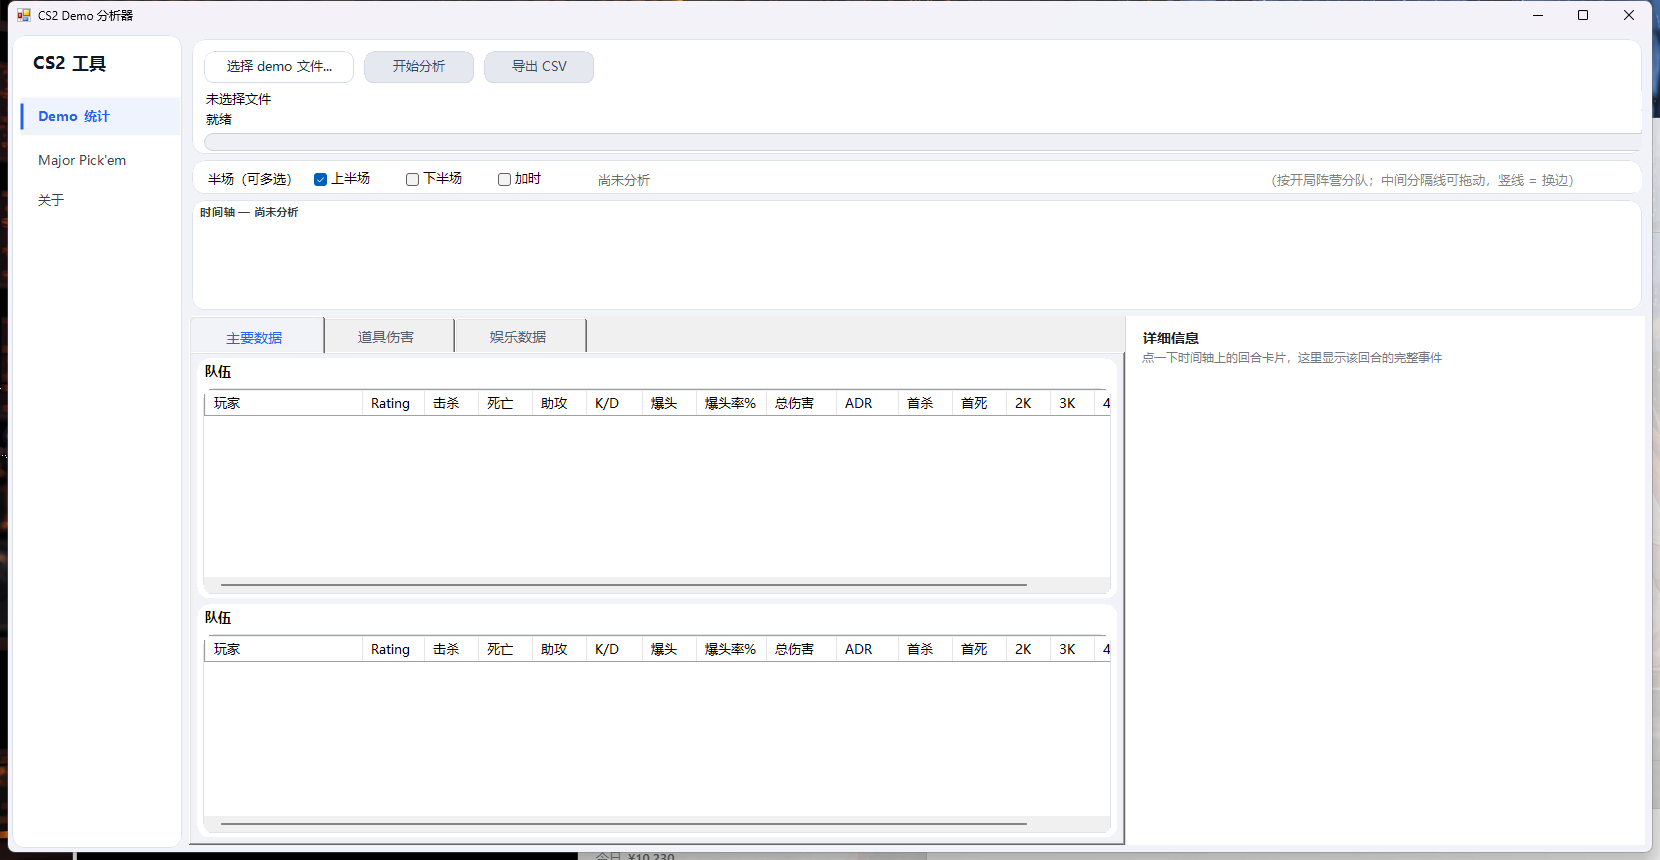 CS2 Demo 分析器
CS2 工具
Demo 统计
Major Pick'em
关于
选择 demo 文件... 开始分析 导出 CSV
未选择文件
就绪
半场（可多选） 上半场 下半场 加时 尚未分析 （按开局阵营分队；中间分隔线可拖动，竖线 = 换边）
时间轴 — 尚未分析
主要数据 道具伤害 娱乐数据
队伍
玩家 Rating 击杀 死亡 助攻 K/D 爆头 爆头率% 总伤害 ADR 首杀 首死 2K 3K 4
队伍
玩家 Rating 击杀 死亡 助攻 K/D 爆头 爆头率% 总伤害 ADR 首杀 首死 2K 3K 4
详细信息
点一下时间轴上的回合卡片，这里显示该回合的完整事件
今日 ¥10,230